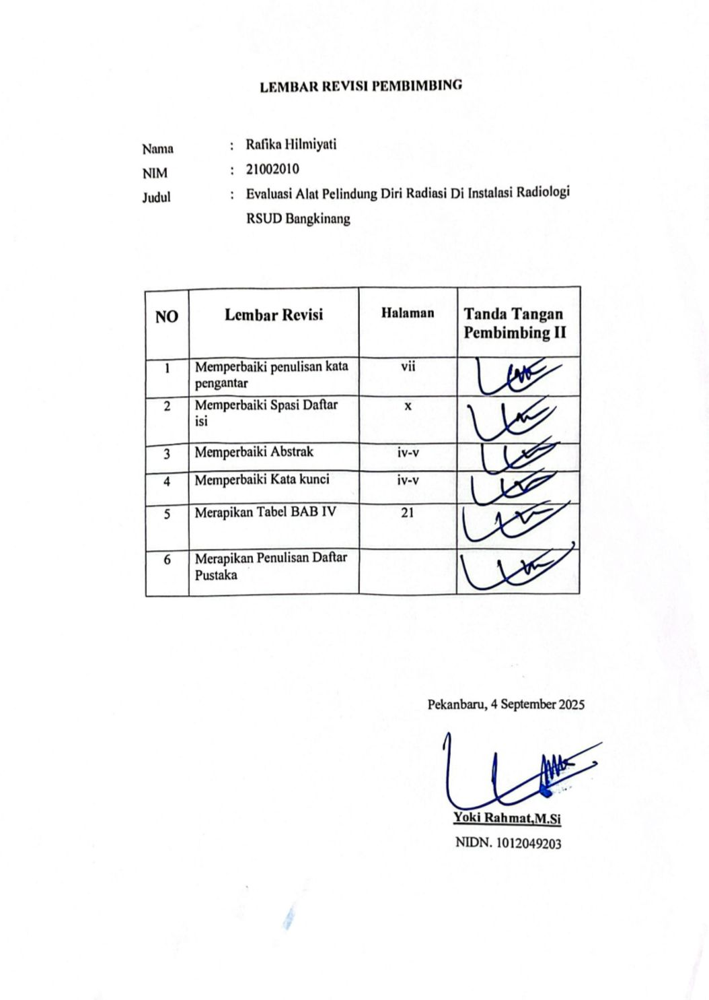 LEMBAR REVISI PEMBIMBING
Nama : Rafika Hilmiyati
NIM : 21002010
Judul : Evaluasi Alat Pelindung Diri Radiasi Di Instalasi Radiologi
RSUD Bangkinang
NO Lembar Revisi Halaman Tanda Tangan
Pembimbing II
1 Memperbaiki penulisan kata vii
pengantar
2 Memperbaiki Spasi Daftar x
isi
3 Memperbaiki Abstrak iv-v
4 Memperbaiki Kata kunci iv-v
5 Merapikan Tabel BAB IV 21
6 Merapikan Penulisan Daftar
Pustaka
Pekanbaru, 4 September 2025
Yoki Rahmat,M.Si
NIDN. 1012049203